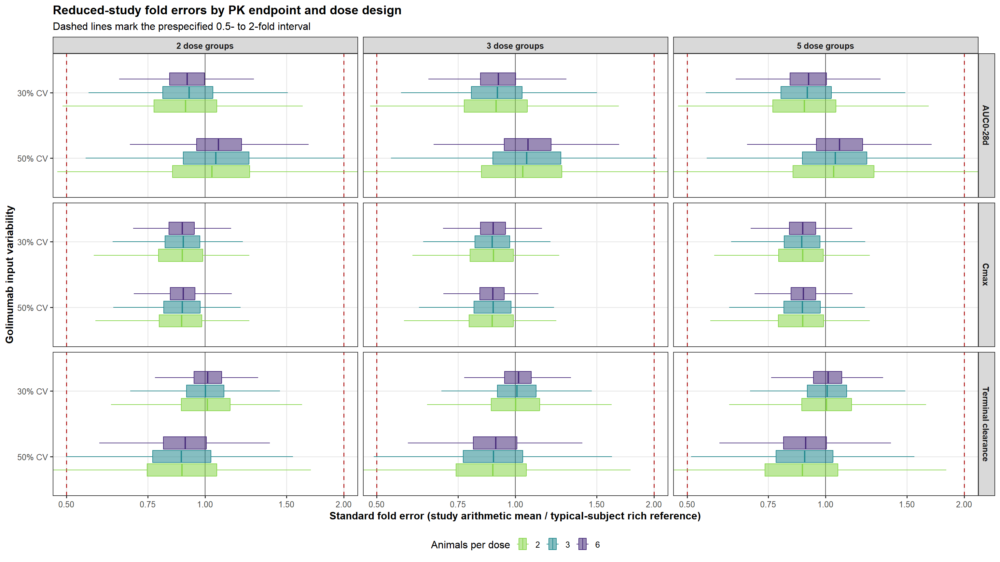 Reduced-study fold errors by PK endpoint and dose design
Dashed lines mark the prespecified 0.5- to 2-fold interval
2 dose groups
3 dose groups
5 dose groups
Golimumab input variability
30% CV
50% CV
AUC0-28d
30% CV
50% CV
Cmax
30% CV
50% CV
Terminal clearance
0.50 0.75 1.00 1.50 2.00
0.50 0.75 1.00 1.50 2.00
0.50 0.75 1.00 1.50 2.00
Standard fold error (study arithmetic mean / typical-subject rich reference)
Animals per dose 2 3 6